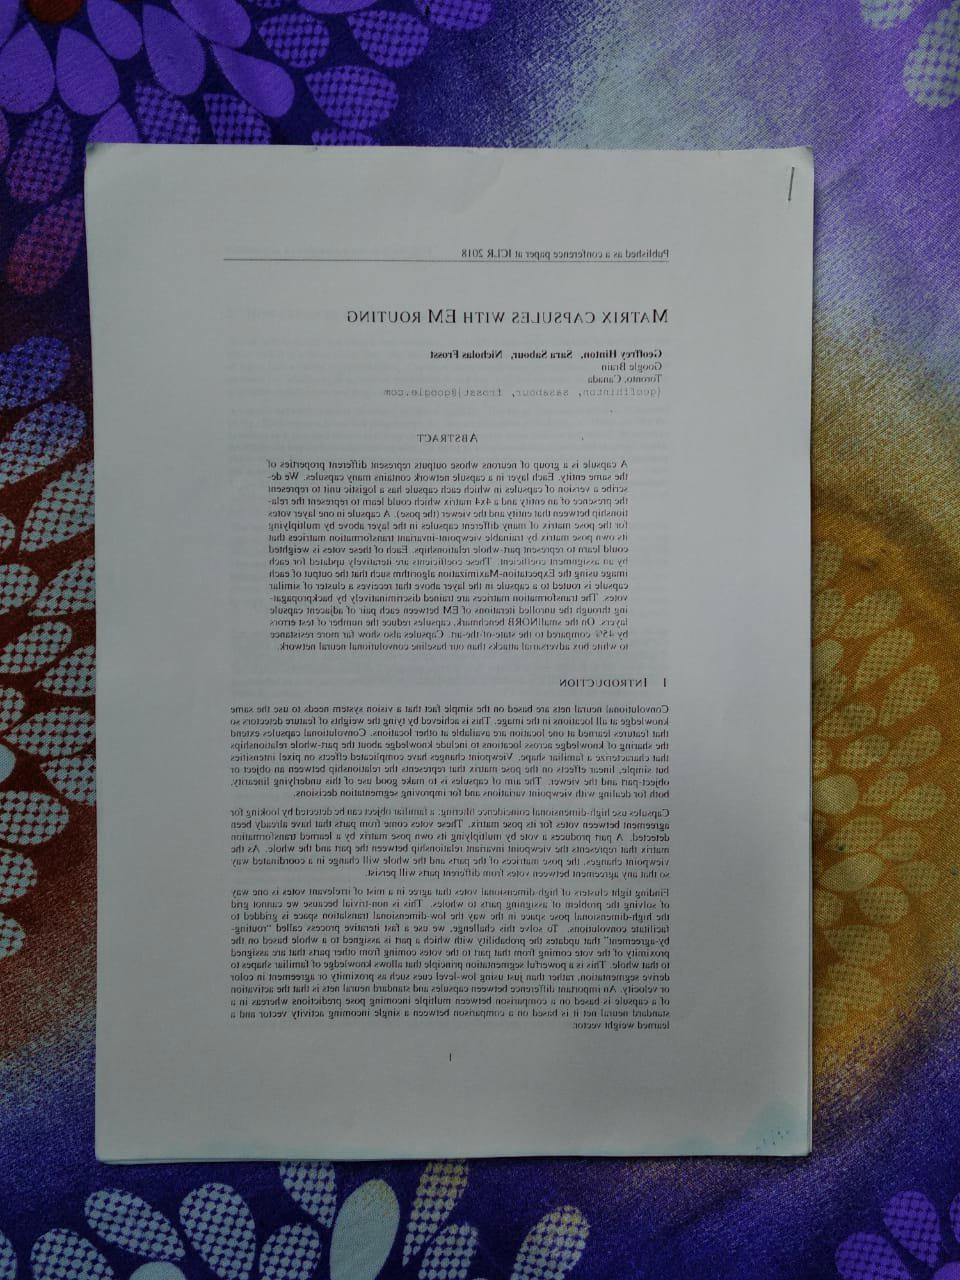 Published as a conference paper at ICLR 2018
MATRIX CAPSULES WITH EM ROUTING
Geoffrey Hinton, Sara Sabour, Nicholas Frosst
Google Brain
Toronto, Canada
{geoffhinton, sasabour, frosst}@google.com
ABSTRACT
A capsule is a group of neurons whose outputs represent different properties of
the same entity. Each layer in a capsule network contains many capsules. We de-
scribe a version of capsules in which each capsule has a logistic unit to represent
the presence of an entity and a 4x4 matrix which could learn to represent the rela-
tionship between that entity and the viewer (the pose). A capsule in one layer votes
for the pose matrix of many different capsules in the layer above by multiplying
its own pose matrix by trainable viewpoint-invariant transformation matrices that
could learn to represent part-whole relationships. Each of these votes is weighted
by an assignment coefficient. These coefficients are iteratively updated for each
image using the Expectation-Maximization algorithm such that the output of each
capsule is routed to a capsule in the layer above that receives a cluster of similar
votes. The transformation matrices are trained discriminatively by backpropagat-
ing through the unrolled iterations of EM between each pair of adjacent capsule
layers. On the smallNORB benchmark, capsules reduce the number of test errors
by 45% compared to the state-of-the-art. Capsules also show far more resistance
to white box adversarial attacks than our baseline convolutional neural network.
1 INTRODUCTION
Convolutional neural nets are based on the simple fact that a vision system needs to use the same
knowledge at all locations in the image. This is achieved by tying the weights of feature detectors so
that features learned at one location are available at other locations. Convolutional capsules extend
the sharing of knowledge across locations to include knowledge about the part-whole relationships
that characterize a familiar shape. Viewpoint changes have complicated effects on pixel intensities
but simple, linear effects on the pose matrix that represents the relationship between an object or
object-part and the viewer. The aim of capsules is to make good use of this underlying linearity,
both for dealing with viewpoint variations and for improving segmentation decisions.
Capsules use high-dimensional coincidence filtering: a familiar object can be detected by looking for
agreement between votes for its pose matrix. These votes come from parts that have already been
detected. A part produces a vote by multiplying its own pose matrix by a learned transformation
matrix that represents the viewpoint invariant relationship between the part and the whole. As the
viewpoint changes, the pose matrices of the parts and the whole will change in a coordinated way
so that any agreement between votes from different parts will persist.
Finding tight clusters of high-dimensional votes that agree in a mist of irrelevant votes is one way
of solving the problem of assigning parts to wholes. This is non-trivial because we cannot grid
the high-dimensional pose space in the way the low-dimensional translation space is gridded to
facilitate convolutions. To solve this challenge, we use a fast iterative process called "routing-
by-agreement" that updates the probability with which a part is assigned to a whole based on the
proximity of the vote coming from that part to the votes coming from other parts that are assigned
to that whole. This is a powerful segmentation principle that allows knowledge of familiar shapes to
derive segmentation, rather than just using low-level cues such as proximity or agreement in color
or velocity. An important difference between capsules and standard neural nets is that the activation
of a capsule is based on a comparison between multiple incoming pose predictions whereas in a
standard neural net it is based on a comparison between a single incoming activity vector and a
learned weight vector.
1